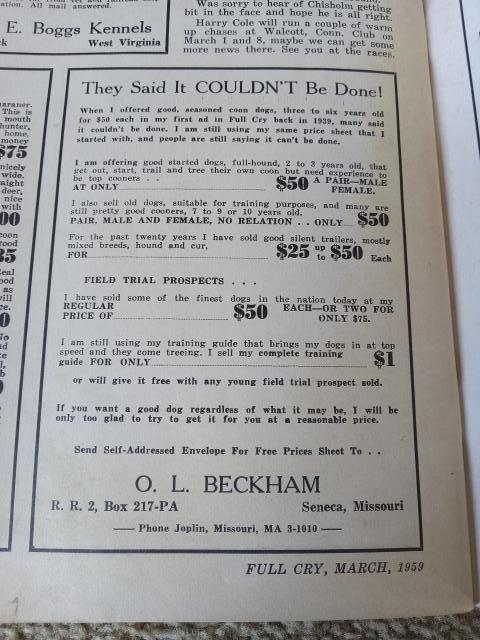 ation. All mail answered.
E. Boggs Kennels
West Virginia
Was sorry to hear of Chisholm getting
bit in the face and hope he is all right.
Harry Cole will run a couple of warm
up chases at Walcott, Conn. Club on
March 1 and 8, maybe we can get some
more news there. See you at the races.
They Said It COULDN'T Be Done!
When I offered good, seasoned coon dogs, three to six years old
for $50 each in my first ad in Full Cry back in 1939, many said
it couldn't be done. I am still using my same price sheet that I
started with, and people are still saying it can't be done.
I am offering good started dogs, full-hound, 2 to 3 years old, that
get out, start, trail and tree their own coon but need experience to
be top cooners . .
AT ONLY $50 A PAIR—MALE
FEMALE.
I also sell old dogs, suitable for training purposes, and many are
still pretty good cooners, 7 to 9 or 10 years old.
PAIR, MALE AND FEMALE, NO RELATION . . ONLY $50
For the past twenty years I have sold good silent trailers, mostly
mixed breeds, hound and cur,
FOR $25 up to $50 Each
FIELD TRIAL PROSPECTS . . .
I have sold some of the finest dogs in the nation today at my
REGULAR
PRICE OF $50 EACH—OR TWO FOR
ONLY $75.
I am still using my training guide that brings my dogs in at top
speed and they come treeing. I sell my complete training
guide FOR ONLY $1
or will give it free with any young field trial prospect sold.
If you want a good dog regardless of what it may be, I will be
only too glad to try to get it for you at a reasonable price.
Send Self-Addressed Envelope For Free Prices Sheet To . .
O. L. BECKHAM
R. R. 2, Box 217-PA Seneca, Missouri
Phone Joplin, Missouri, MA 3-1010
FULL CRY, MARCH, 1959